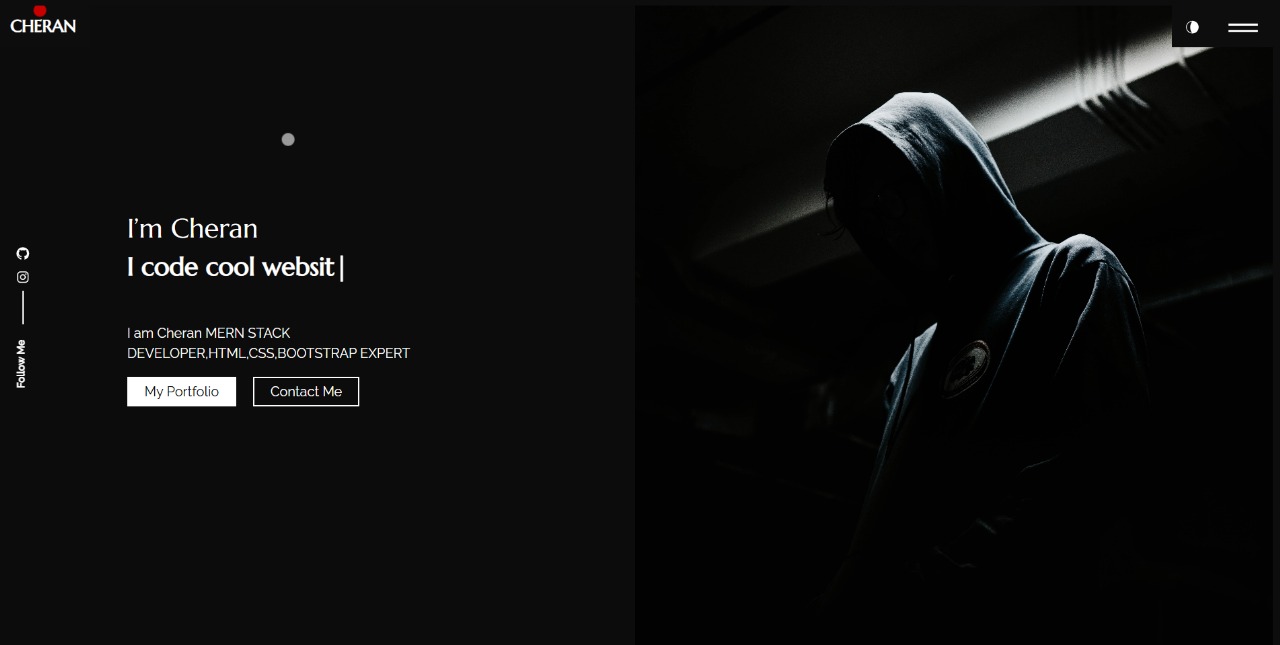 CHERAN
I’m Cheran
I code cool websit|
I am Cheran MERN STACK
DEVELOPER,HTML,CSS,BOOTSTRAP EXPERT
My Portfolio
Contact Me
Follow Me